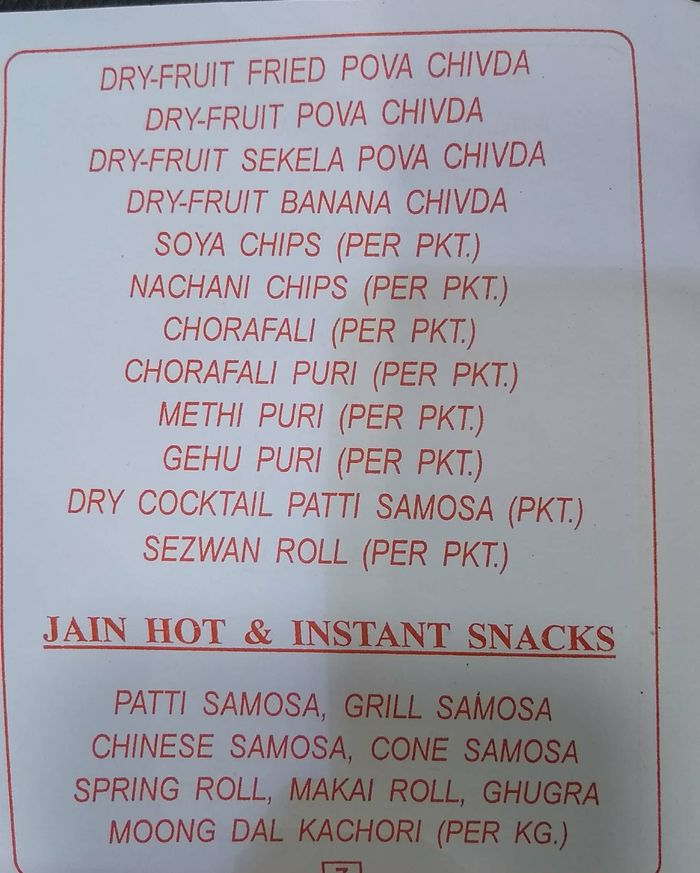 DRY-FRUIT FRIED POVA CHIVDA
DRY-FRUIT POVA CHIVDA
DRY-FRUIT SEKELA POVA CHIVDA
DRY-FRUIT BANANA CHIVDA
SOYA CHIPS (PER PKT.)
NACHANI CHIPS (PER PKT.)
CHORAFALI (PER PKT.)
CHORAFALI PURI (PER PKT.)
METHI PURI (PER PKT.)
GEHU PURI (PER PKT.)
DRY COCKTAIL PATTI SAMOSA (PKT.)
SEZWAN ROLL (PER PKT.)
JAIN HOT & INSTANT SNACKS
PATTI SAMOSA, GRILL SAMOSA
CHINESE SAMOSA, CONE SAMOSA
SPRING ROLL, MAKAI ROLL, GHUGRA
MOONG DAL KACHORI (PER KG.)